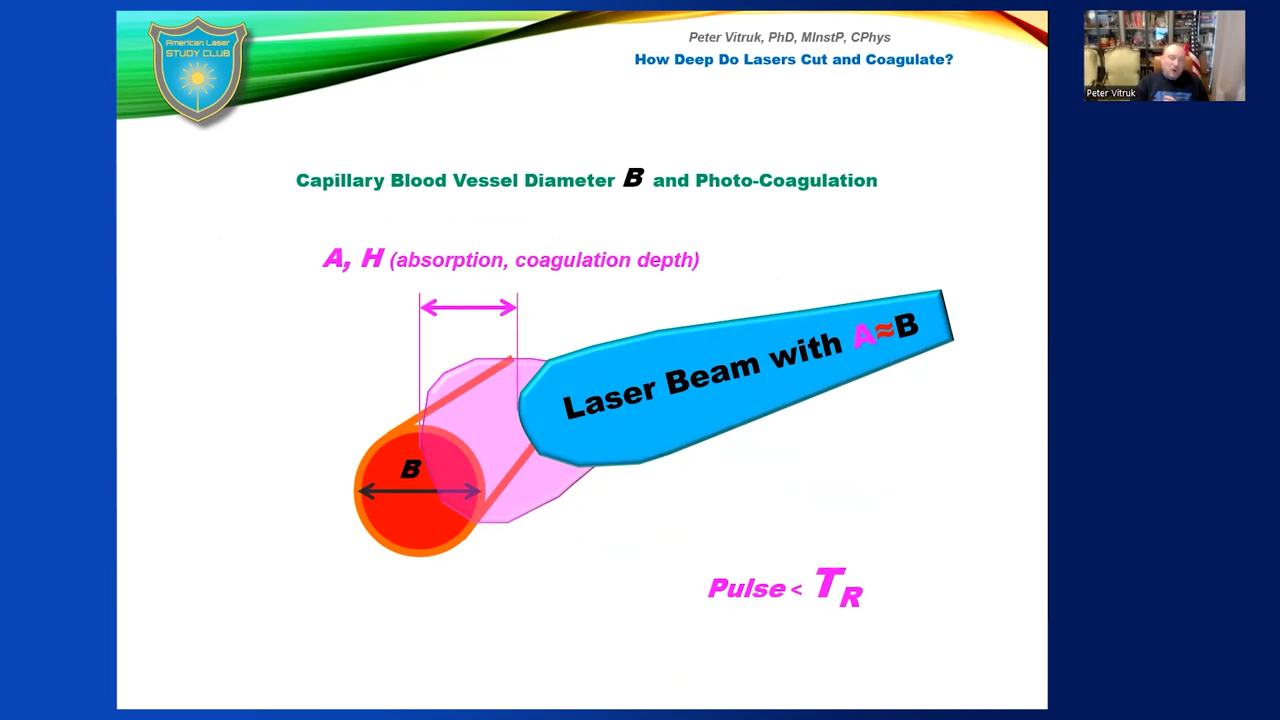 American Laser
STUDY CLUB
Peter Vitruk, PhD, MInstP, CPhys
How Deep Do Lasers Cut and Coagulate?
Peter Vitruk
Capillary Blood Vessel Diameter B and Photo-Coagulation
A, H (absorption, coagulation depth)
Laser Beam with A≈B
B
Pulse < TR